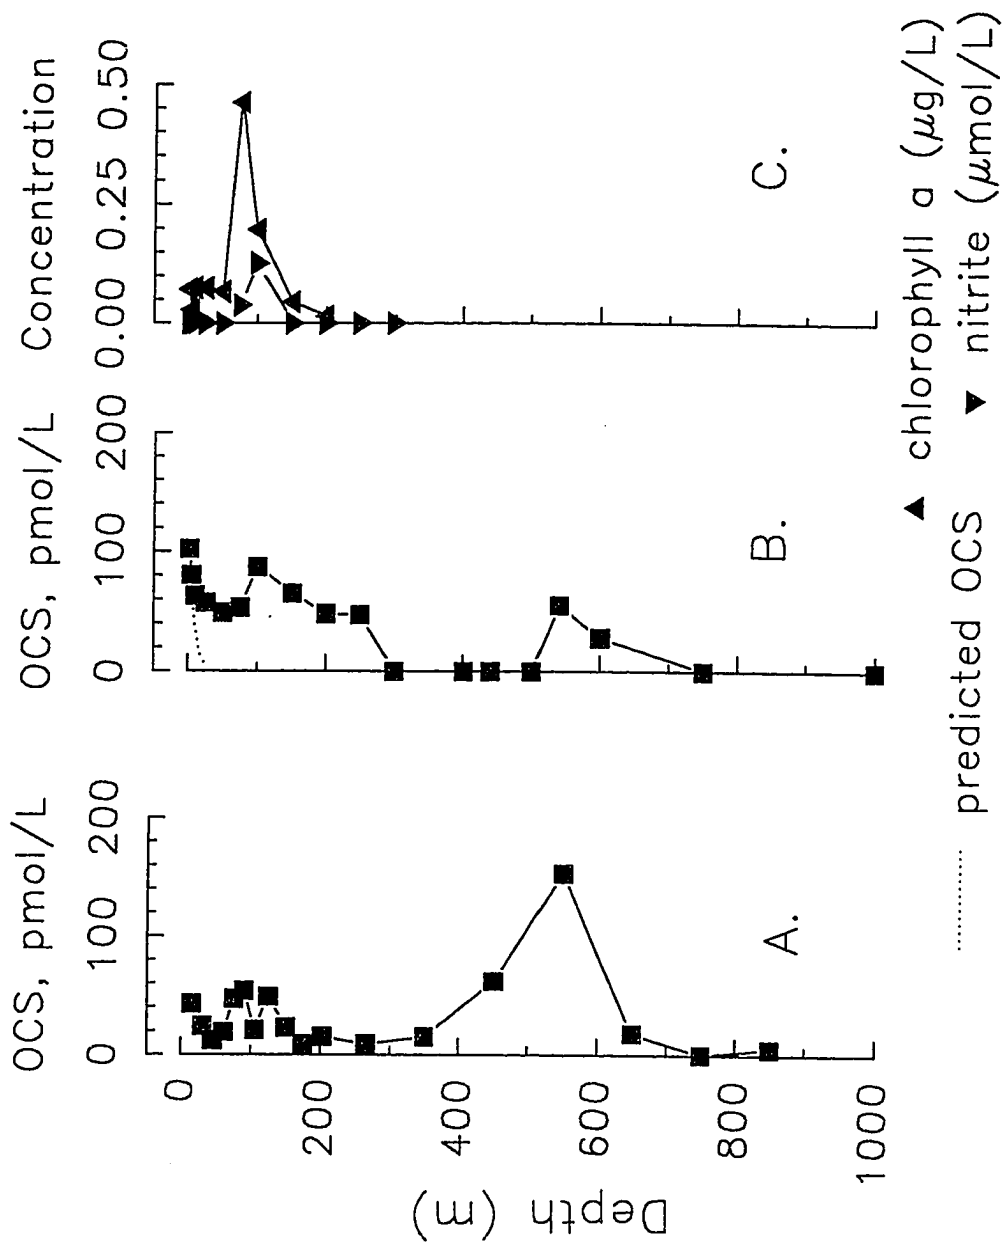 OCS, pmol/L
0 100 200
OCS, pmol/L
0 100 200
Concentration
0.00 0.25 0.50
0
200
400
600
800
1000
Depth (m)
A.
B.
C.
▲ chlorophyll a (μg/L)
predicted OCS
▼ nitrite (μmol/L)